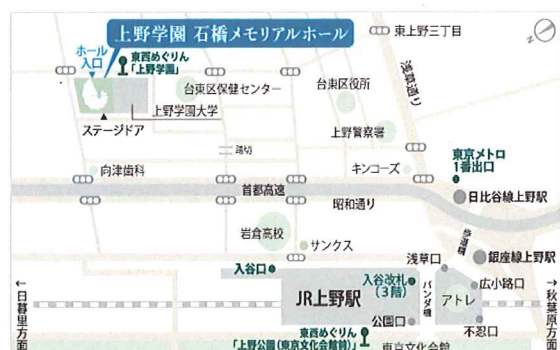 上野学園 石橋メモリアルホール
ホール
入口
東西めぐりん
「上野学園」
東上野三丁目
浅草通り
台東区保健センター
台東区役所
上野学園大学
ステージドア
上野警察署
踏切
向津歯科
キンコーズ
東京メトロ
1番出口
首都高速
日比谷線上野駅
昭和通り
岩倉高校
歩道橋
サンクス
銀座線上野駅
入谷口
浅草口
入谷改札
(3階)
広小路口
JR上野駅
パンダ橋
アトレ
←日暮里方面
→秋葉原方面
公園口
不忍口
東西めぐりん
「上野公園(東京文化会館前)」
東京文化会館